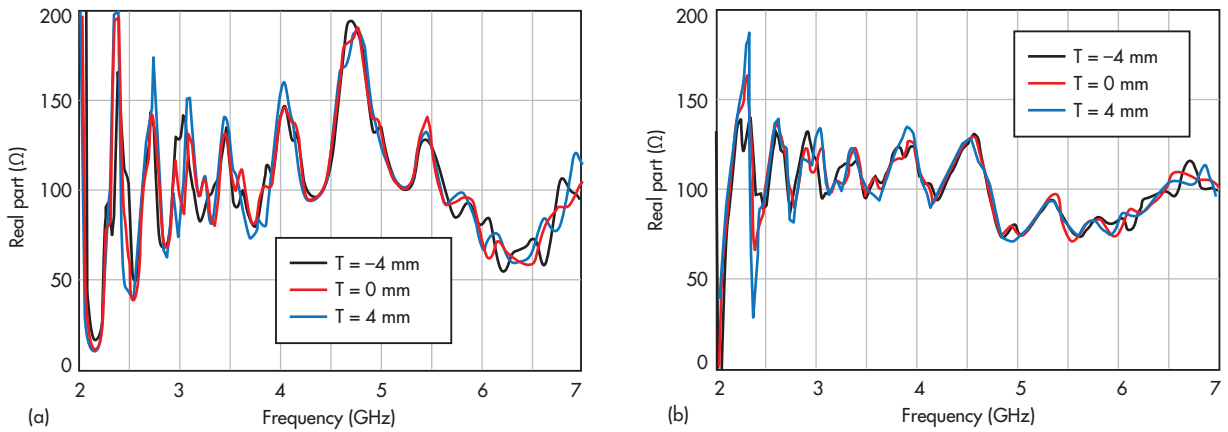 200
150
100
50
0
Real part (Ω)
2 3 4 5 6 7
Frequency (GHz)
T = –4 mm
T = 0 mm
T = 4 mm
(a)
200
150
100
50
0
Real part (Ω)
2 3 4 5 6 7
Frequency (GHz)
T = –4 mm
T = 0 mm
T = 4 mm
(b)